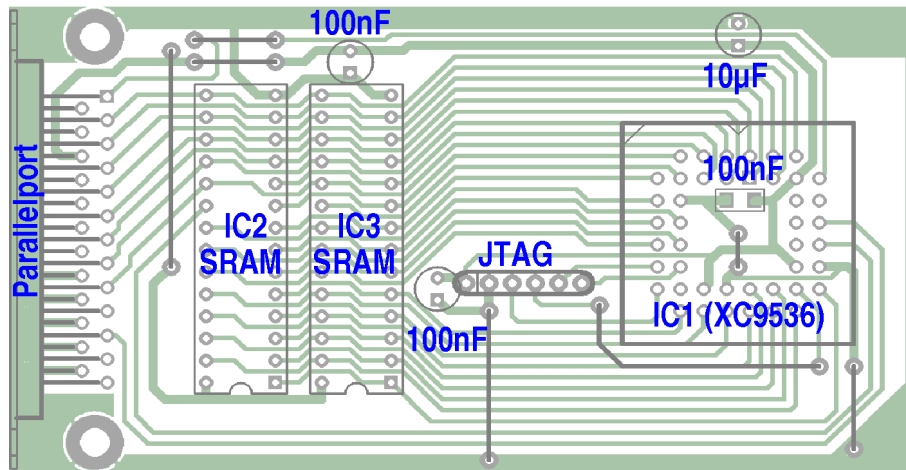 100nF
10µF
Parallelport
100nF
IC2
SRAM
IC3
SRAM
JTAG
100nF
IC1 (XC9536)